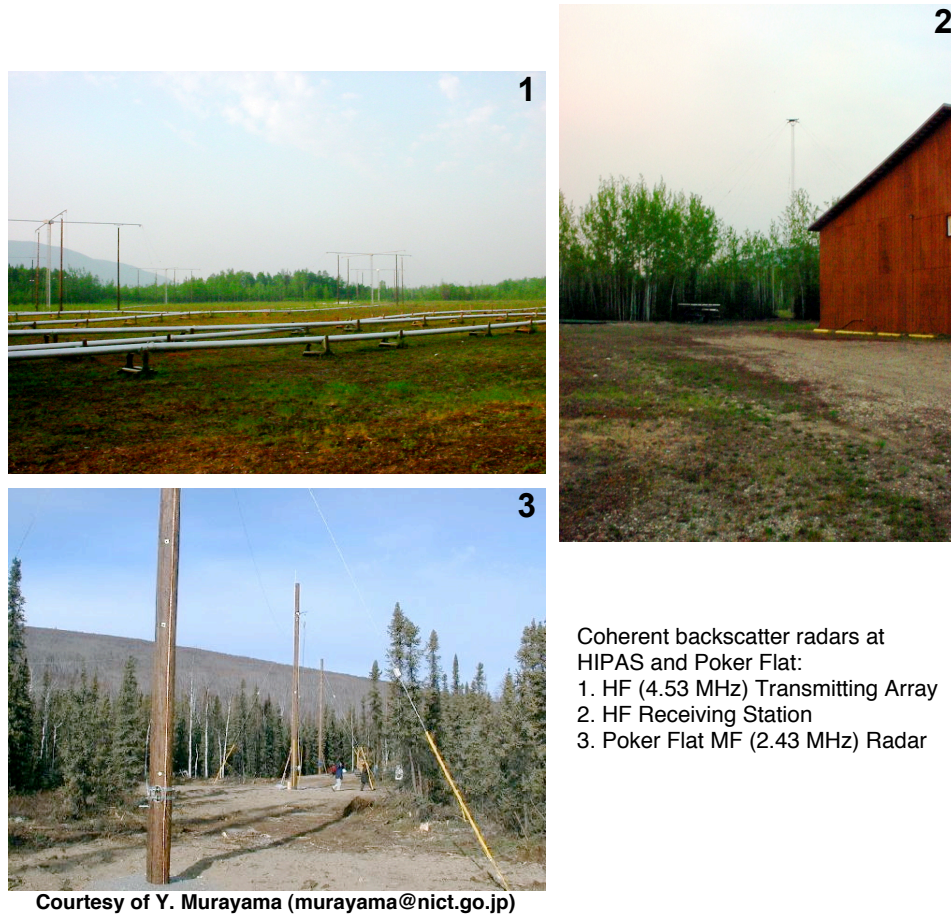 1
2
3
Coherent backscatter radars at
HIPAS and Poker Flat:
1. HF (4.53 MHz) Transmitting Array
2. HF Receiving Station
3. Poker Flat MF (2.43 MHz) Radar
Courtesy of Y. Murayama (murayama@nict.go.jp)